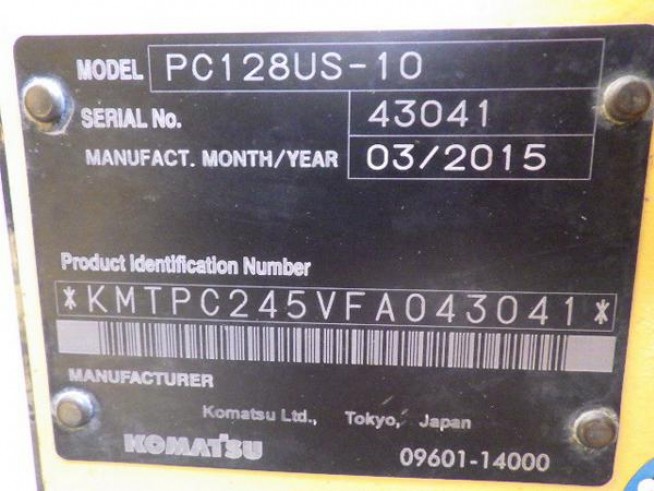 MODEL PC128US-10
SERIAL No. 43041
MANUFACT. MONTH/YEAR 03/2015
Product Identification Number
*KMTPC245VFA043041*
MANUFACTURER
Komatsu Ltd., Tokyo, Japan
KOMATSU 09601-14000